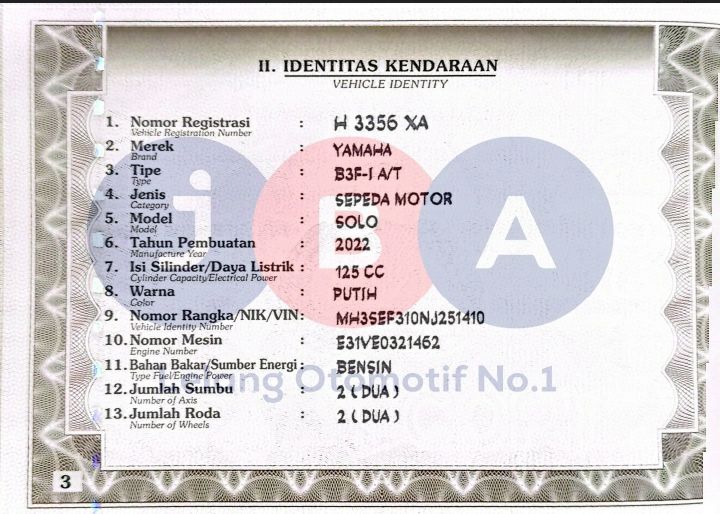 II. IDENTITAS KENDARAAN
VEHICLE IDENTITY
1. Nomor Registrasi : H 3356 XA
Vehicle Registration Number
2. Merek : YAMAHA
Brand
3. Tipe : B3F-I A/T
Type
4. Jenis : SEPEDA MOTOR
Category
5. Model : SOLO
Model
6. Tahun Pembuatan : 2022
Manufacture Year
7. Isi Silinder/Daya Listrik : 125 CC
Cylinder Capacity/Electrical Power
8. Warna : PUTIH
Color
9. Nomor Rangka/NIK/VIN : MH3SEF310NJ251410
Vehicle Identity Number
10. Nomor Mesin : E31VE0321462
Engine Number
11. Bahan Bakar/Sumber Energi : BENSIN
Type Fuel/Engine Power
12. Jumlah Sumbu : 2 ( DUA )
Number of Axis
13. Jumlah Roda : 2 ( DUA )
Number of Wheels
3
iBA
Lelang Otomotif No.1